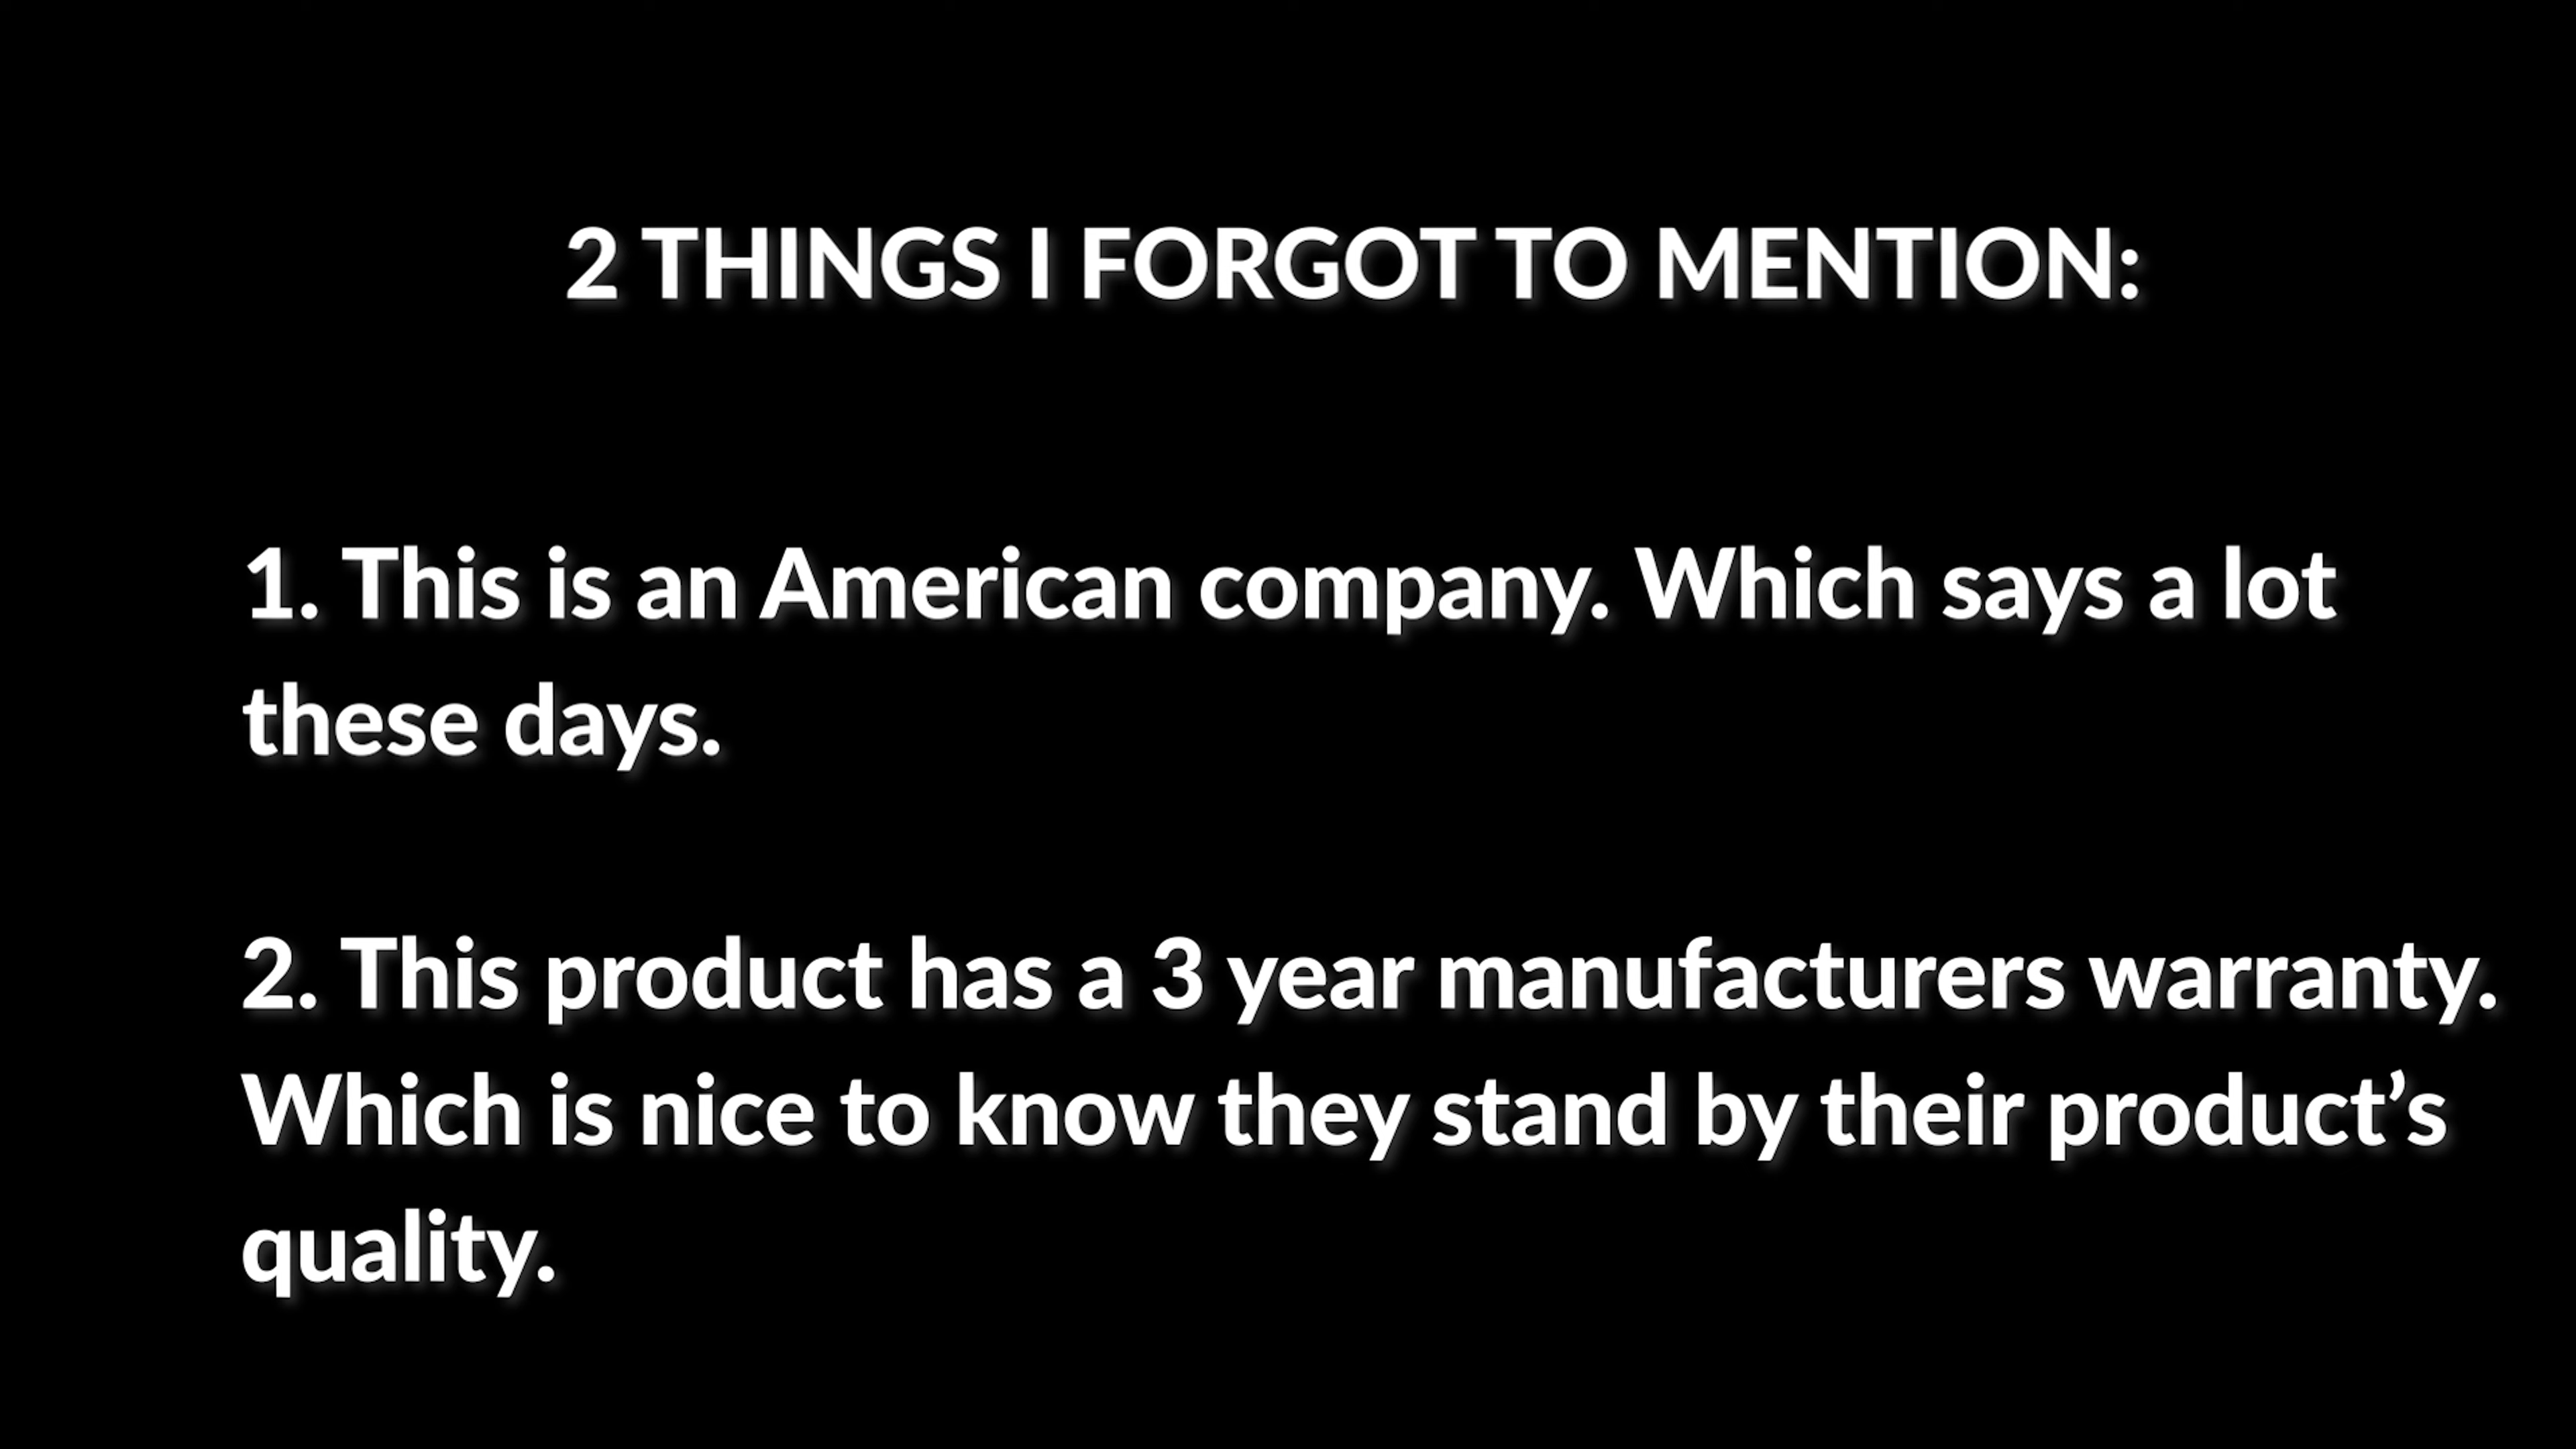 2 THINGS I FORGOT TO MENTION:
1. This is an American company. Which says a lot
these days.
2. This product has a 3 year manufacturers warranty.
Which is nice to know they stand by their product’s
quality.